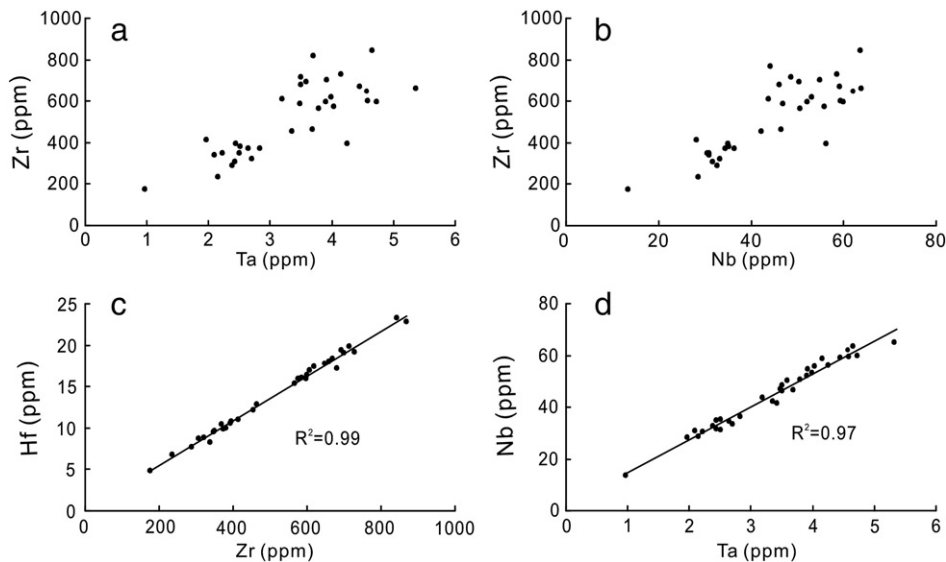 a
1000
800
600
400
200
0
Zr (ppm)
0 1 2 3 4 5 6
Ta (ppm)
b
1000
800
600
400
200
0
Zr (ppm)
0 20 40 60 80
Nb (ppm)
c
25
20
15
10
5
0
Hf (ppm)
R²=0.99
0 200 400 600 800 1000
Zr (ppm)
d
80
60
40
20
0
Nb (ppm)
R²=0.97
0 1 2 3 4 5 6
Ta (ppm)